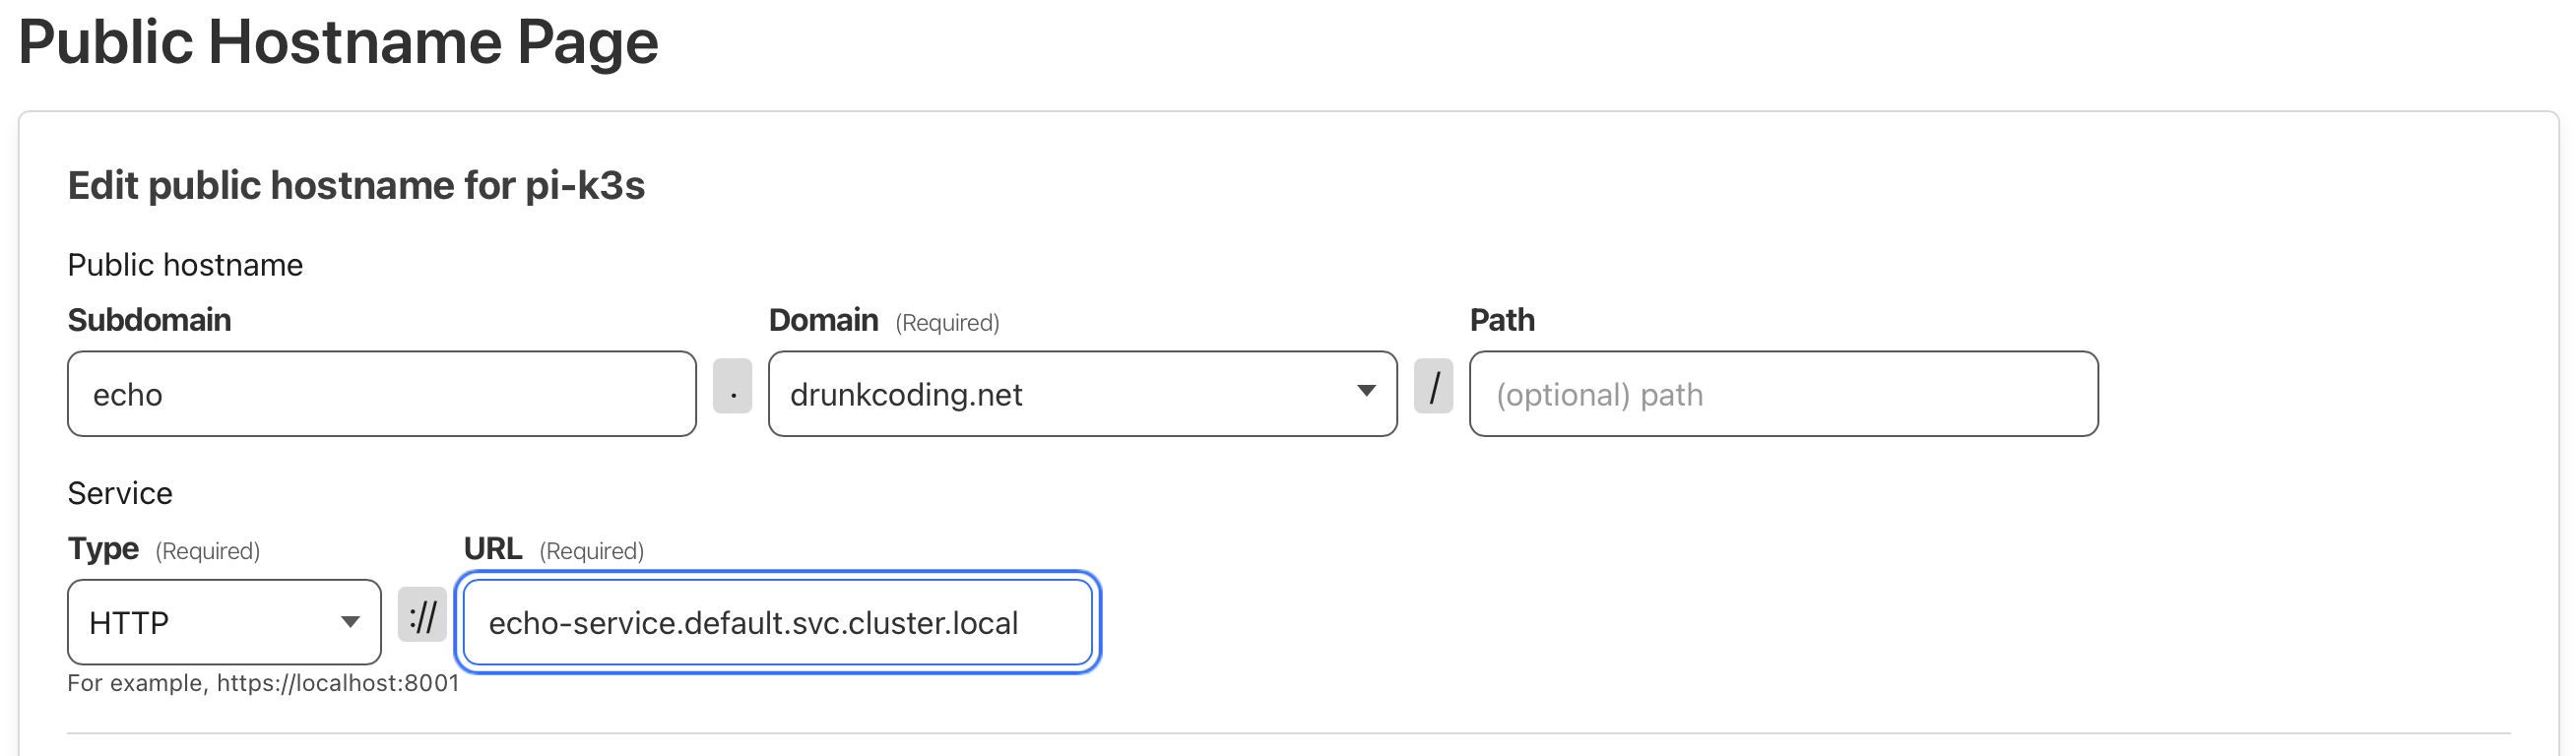 Public Hostname Page
Edit public hostname for pi-k3s
Public hostname
Subdomain Domain (Required) Path
echo . drunkcoding.net / (optional) path
Service
Type (Required) URL (Required)
HTTP :// echo-service.default.svc.cluster.local
For example, https://localhost:8001